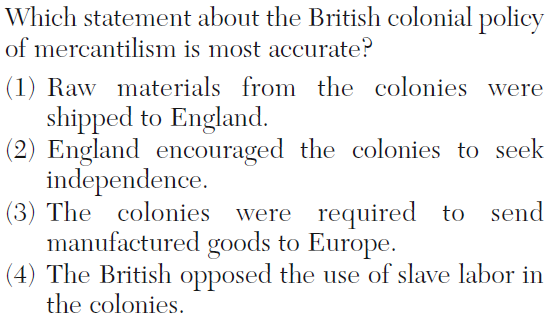 Which statement about the British colonial policy
of mercantilism is most accurate?
(1) Raw materials from the colonies were
shipped to England.
(2) England encouraged the colonies to seek
independence.
(3) The colonies were required to send
manufactured goods to Europe.
(4) The British opposed the use of slave labor in
the colonies.